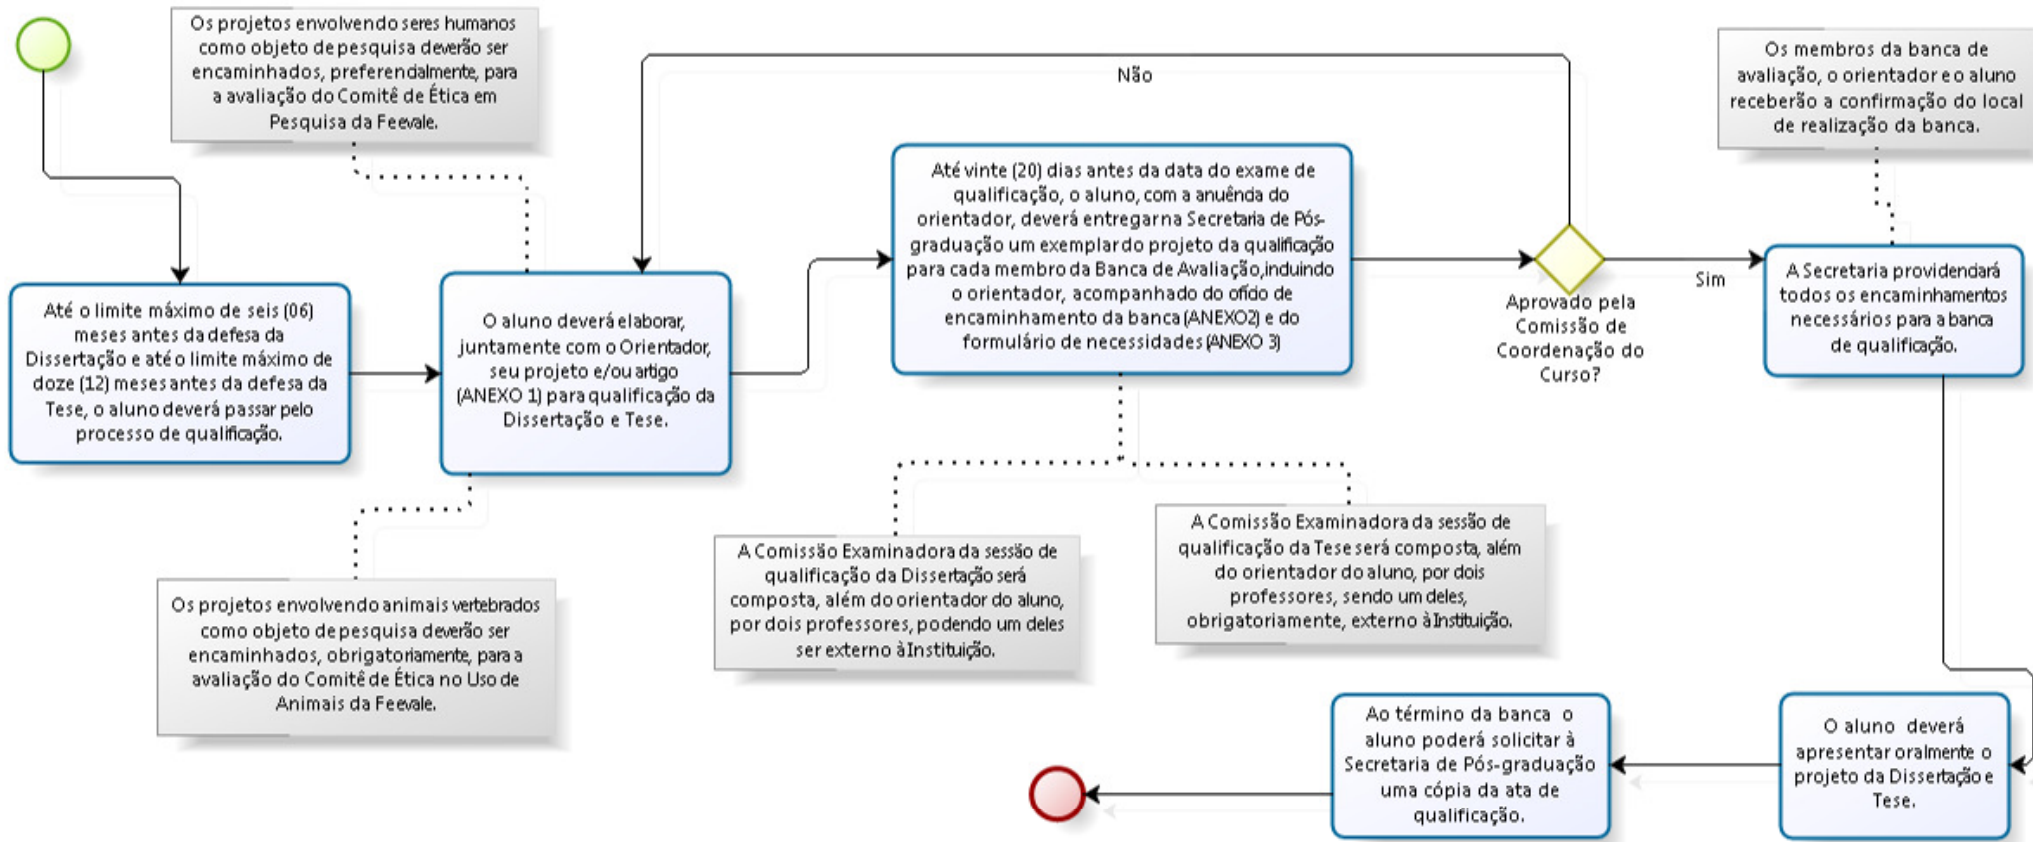 Os projetos envolvendo seres humanos
como objeto de pesquisa deverão ser
encaminhados, preferencialmente, para
a avaliação do Comitê de Ética em
Pesquisa da Feevale.
Até o limite máximo de seis (06)
meses antes da defesa da
Dissertação e até o limite máximo de
doze (12) meses antes da defesa da
Tese, o aluno deverá passar pelo
processo de qualificação.
O aluno deverá elaborar,
juntamente com o Orientador,
seu projeto e/ou artigo
(ANEXO 1) para qualificação da
Dissertação e Tese.
Os projetos envolvendo animais vertebrados
como objeto de pesquisa deverão ser
encaminhados, obrigatoriamente, para a
avaliação do Comitê de Ética no Uso de
Animais da Feevale.
Não
Até vinte (20) dias antes da data do exame de
qualificação, o aluno, com a anuência do
orientador, deverá entregar na Secretaria de Pós-
graduação um exemplar do projeto da qualificação
para cada membro da Banca de Avaliação,incluindo
o orientador, acompanhado do ofício de
encaminhamento da banca (ANEXO2) e do
formulário de necessidades (ANEXO 3)
A Comissão Examinadora da sessão de
qualificação da Dissertação será
composta, além do orientador do aluno,
por dois professores, podendo um deles
ser externo à Instituição.
A Comissão Examinadora da sessão de
qualificação da Tese será composta, além
do orientador do aluno, por dois
professores, sendo um deles,
obrigatoriamente, externo à Instituição.
Aprovado pela
Comissão de
Coordenação do
Curso?
Sim
Os membros da banca de
avaliação, o orientador e o aluno
receberão a confirmação do local
de realização da banca.
A Secretaria providenciará
todos os encaminhamentos
necessários para a banca
de qualificação.
O aluno deverá
apresentar oralmente o
projeto da Dissertação e
Tese.
Ao término da banca o
aluno poderá solicitar à
Secretaria de Pós-graduação
uma cópia da ata de
qualificação.